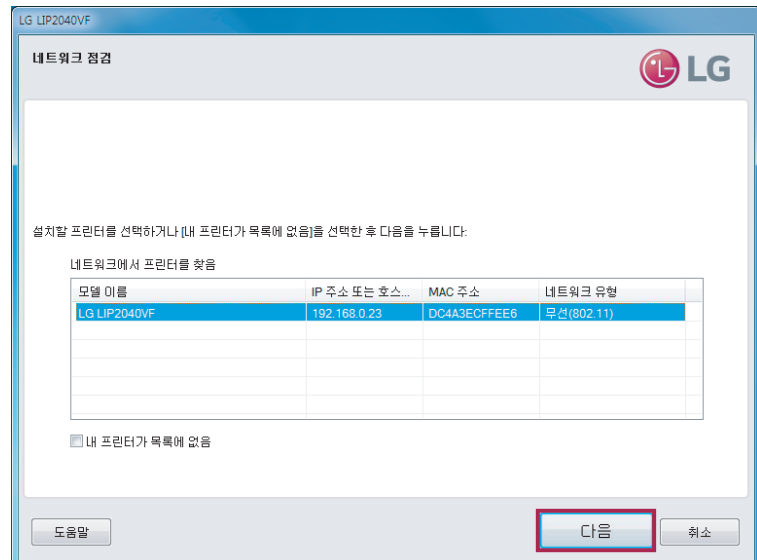 LG LIP2040VF
네트워크 점검
LG
설치할 프린터를 선택하거나 [내 프린터가 목록에 없음]을 선택한 후 다음을 누릅니다:
네트워크에서 프린터를 찾음
모델 이름 IP 주소 또는 호스... MAC 주소 네트워크 유형
LG LIP2040VF 192.168.0.23 DC4A3ECFFEE6 무선(802.11)
내 프린터가 목록에 없음
도움말 다음 취소